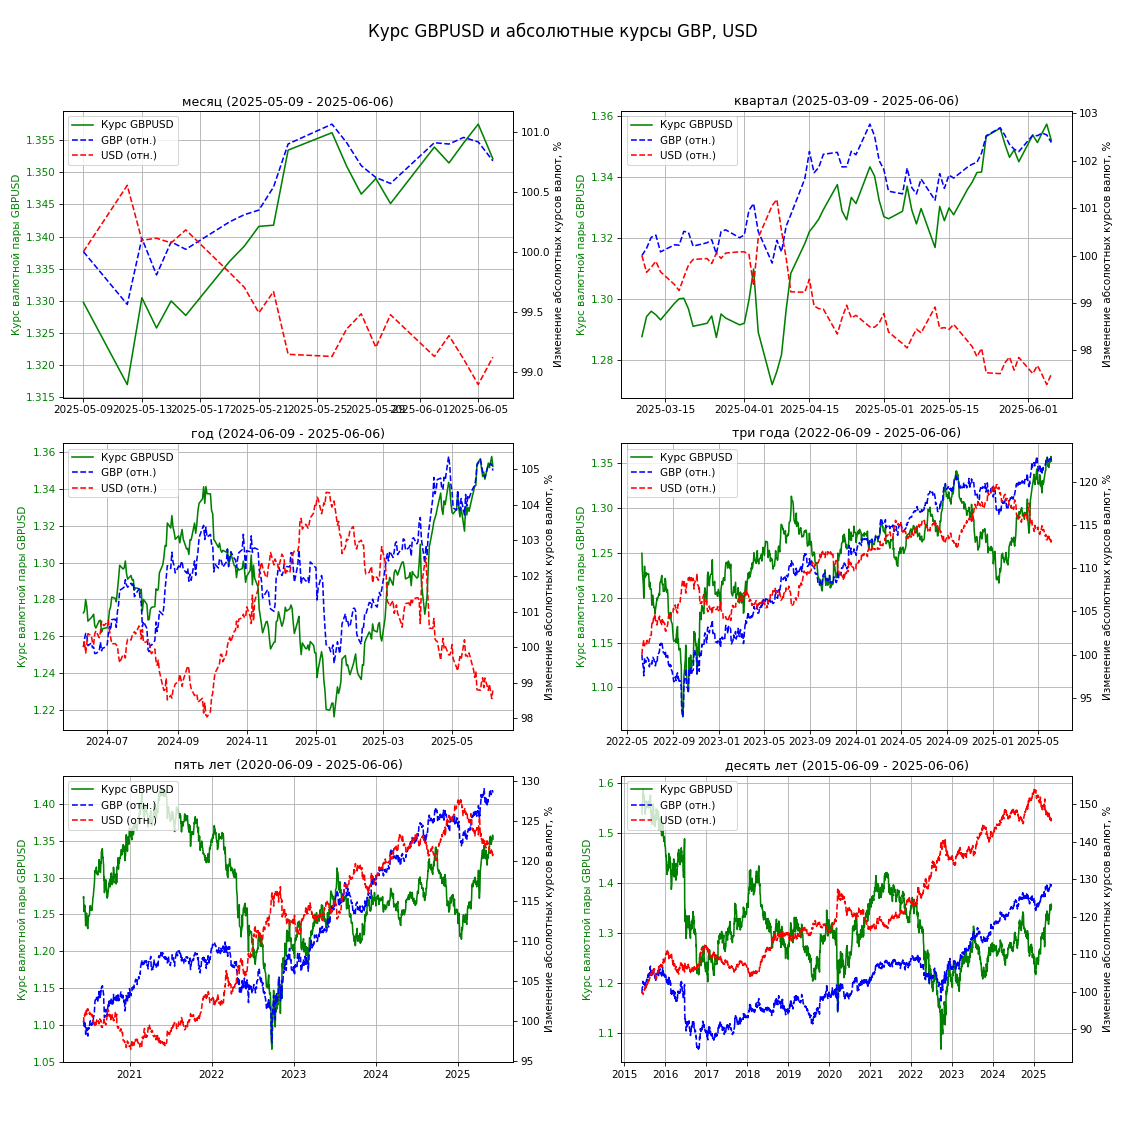 Курс GBPUSD и абсолютные курсы GBP, USD
месяц (2025-05-09 - 2025-06-06)
Курс валютной пары GBPUSD
1.355
1.350
1.345
1.340
1.335
1.330
1.325
1.320
1.315
Курс GBPUSD
GBP (отн.)
USD (отн.)
101.0
100.5
100.0
99.5
99.0
Изменение абсолютных курсов валют, %
2025-05-09 2025-05-13 2025-05-17 2025-05-21 2025-05-25 2025-05-29 2025-06-01 2025-06-05
квартал (2025-03-09 - 2025-06-06)
Курс валютной пары GBPUSD
1.36
1.34
1.32
1.30
1.28
Курс GBPUSD
GBP (отн.)
USD (отн.)
103
102
101
100
99
98
Изменение абсолютных курсов валют, %
2025-03-15 2025-04-01 2025-04-15 2025-05-01 2025-05-15 2025-06-01
год (2024-06-09 - 2025-06-06)
Курс валютной пары GBPUSD
1.36
1.34
1.32
1.30
1.28
1.26
1.24
1.22
Курс GBPUSD
GBP (отн.)
USD (отн.)
105
104
103
102
101
100
99
98
Изменение абсолютных курсов валют, %
2024-07 2024-09 2024-11 2025-01 2025-03 2025-05
три года (2022-06-09 - 2025-06-06)
Курс валютной пары GBPUSD
1.35
1.30
1.25
1.20
1.15
1.10
Курс GBPUSD
GBP (отн.)
USD (отн.)
120
115
110
105
100
95
Изменение абсолютных курсов валют, %
2022-05 2022-09 2023-01 2023-05 2023-09 2024-01 2024-05 2024-09 2025-01 2025-05
пять лет (2020-06-09 - 2025-06-06)
Курс валютной пары GBPUSD
1.40
1.35
1.30
1.25
1.20
1.15
1.10
1.05
Курс GBPUSD
GBP (отн.)
USD (отн.)
130
125
120
115
110
105
100
95
Изменение абсолютных курсов валют, %
2021 2022 2023 2024 2025
десять лет (2015-06-09 - 2025-06-06)
Курс валютной пары GBPUSD
1.6
1.5
1.4
1.3
1.2
1.1
Курс GBPUSD
GBP (отн.)
USD (отн.)
150
140
130
120
110
100
90
Изменение абсолютных курсов валют, %
2015 2016 2017 2018 2019 2020 2021 2022 2023 2024 2025